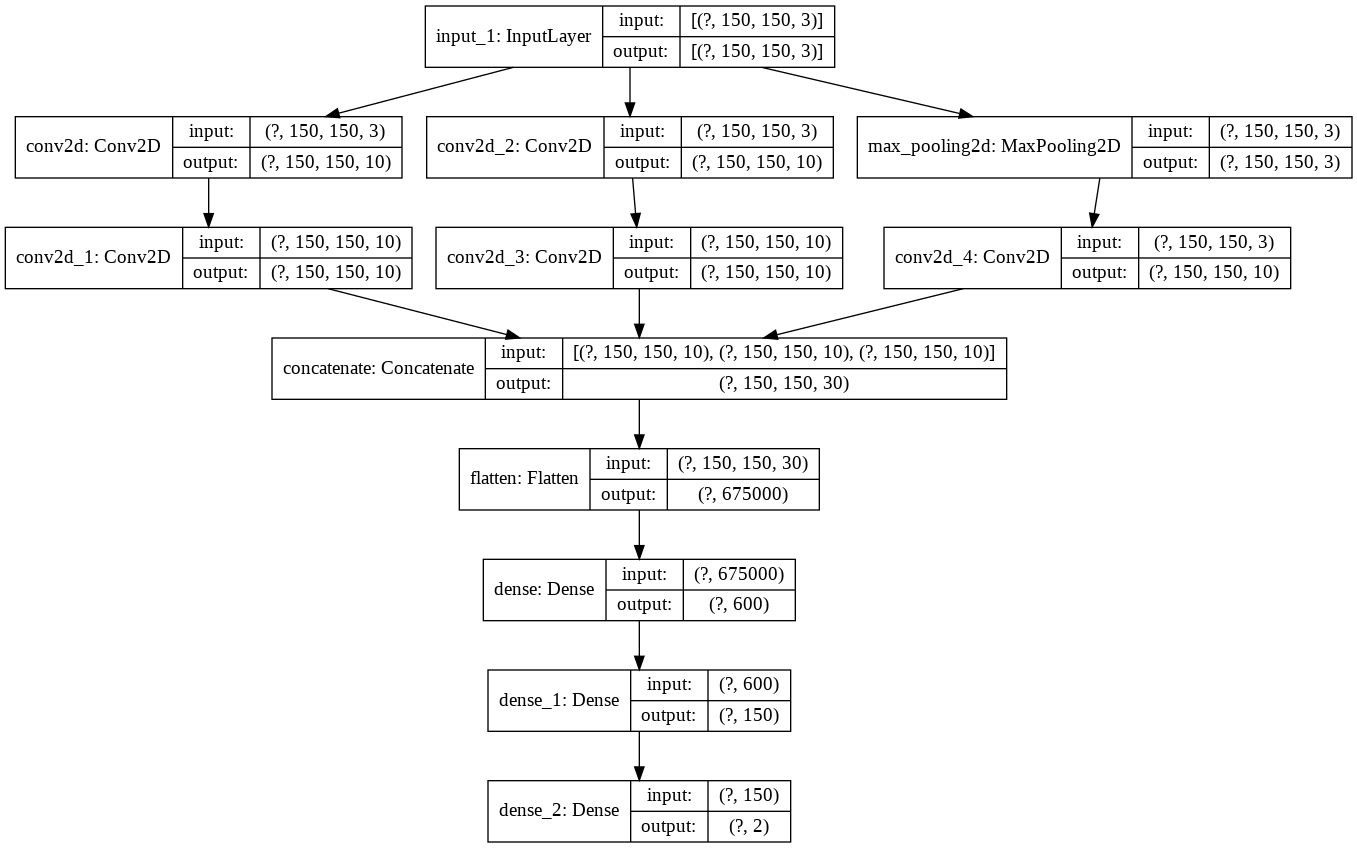 input_1: InputLayer
input: [(?, 150, 150, 3)]
output: [(?, 150, 150, 3)]
conv2d: Conv2D
input: (?, 150, 150, 3)
output: (?, 150, 150, 10)
conv2d_2: Conv2D
input: (?, 150, 150, 3)
output: (?, 150, 150, 10)
max_pooling2d: MaxPooling2D
input: (?, 150, 150, 3)
output: (?, 150, 150, 3)
conv2d_1: Conv2D
input: (?, 150, 150, 10)
output: (?, 150, 150, 10)
conv2d_3: Conv2D
input: (?, 150, 150, 10)
output: (?, 150, 150, 10)
conv2d_4: Conv2D
input: (?, 150, 150, 3)
output: (?, 150, 150, 10)
concatenate: Concatenate
input: [(?, 150, 150, 10), (?, 150, 150, 10), (?, 150, 150, 10)]
output: (?, 150, 150, 30)
flatten: Flatten
input: (?, 150, 150, 30)
output: (?, 675000)
dense: Dense
input: (?, 675000)
output: (?, 600)
dense_1: Dense
input: (?, 600)
output: (?, 150)
dense_2: Dense
input: (?, 150)
output: (?, 2)